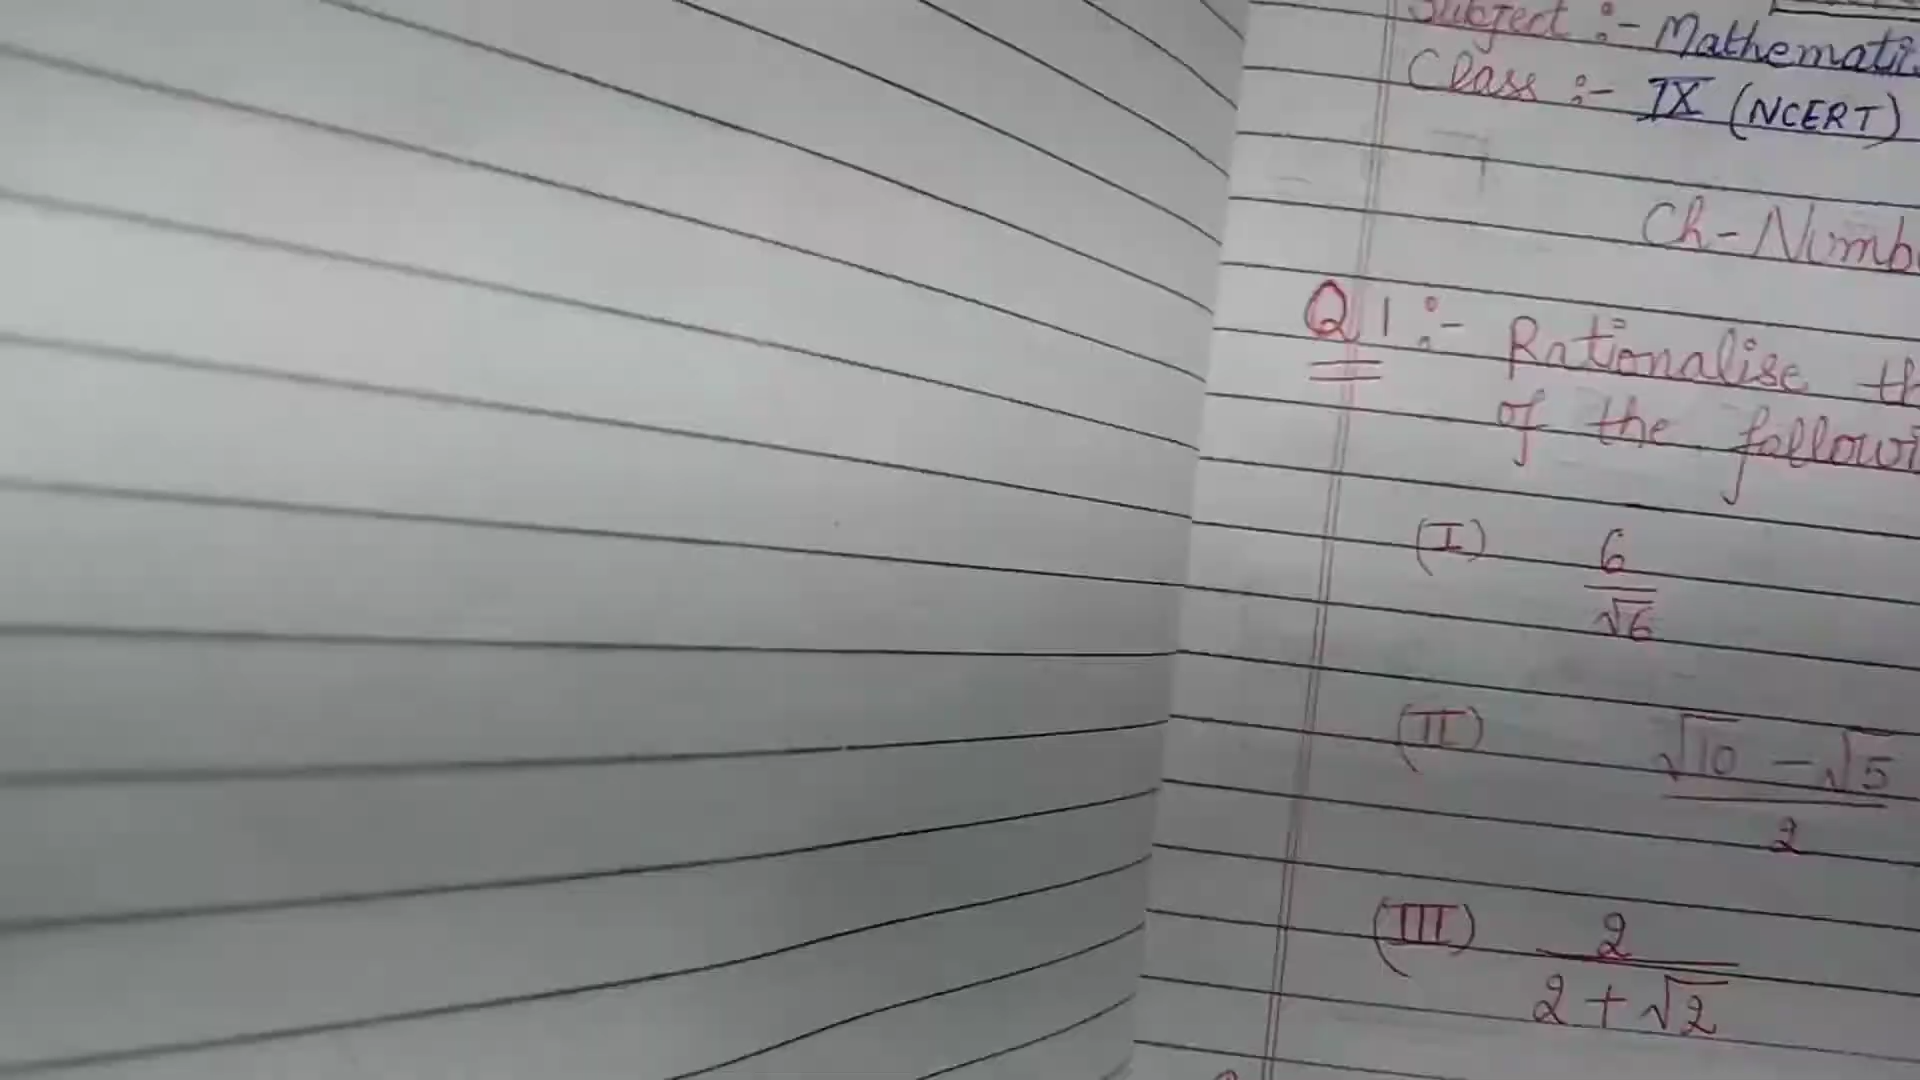 Subject :- Mathemati
Class :- IX (NCERT)
Ch-Numb
Q1 :- Rationalise th
of the followi
(I) 6/√6
(II) √10 - √5 / 2
(III) 2 / 2 + √2